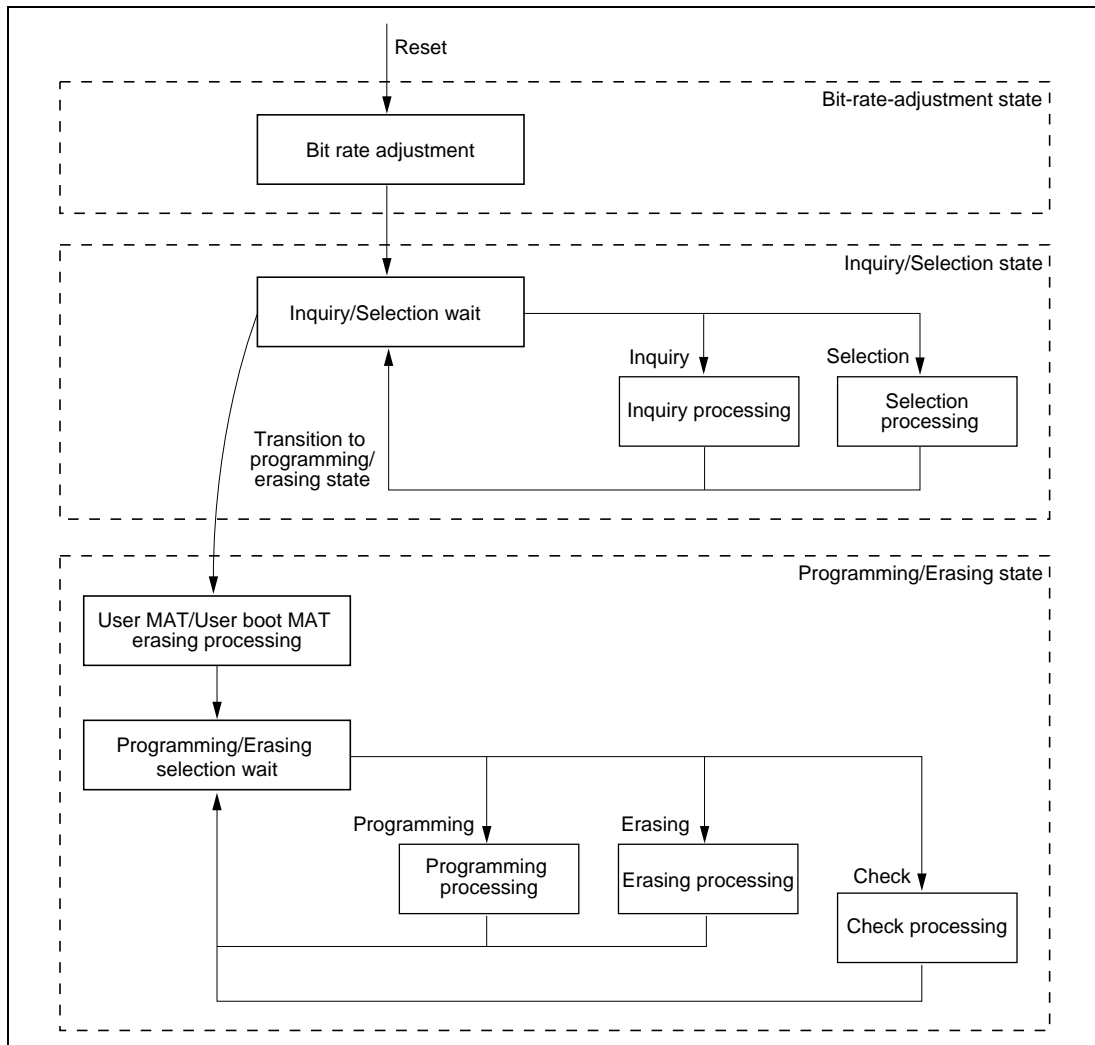 Reset
Bit-rate-adjustment state
Bit rate adjustment
Inquiry/Selection state
Inquiry/Selection wait
Inquiry
Selection
Inquiry processing
Selection
processing
Transition to
programming/
erasing state
Programming/Erasing state
User MAT/User boot MAT
erasing processing
Programming/Erasing
selection wait
Programming
Erasing
Programming
processing
Erasing processing
Check
Check processing